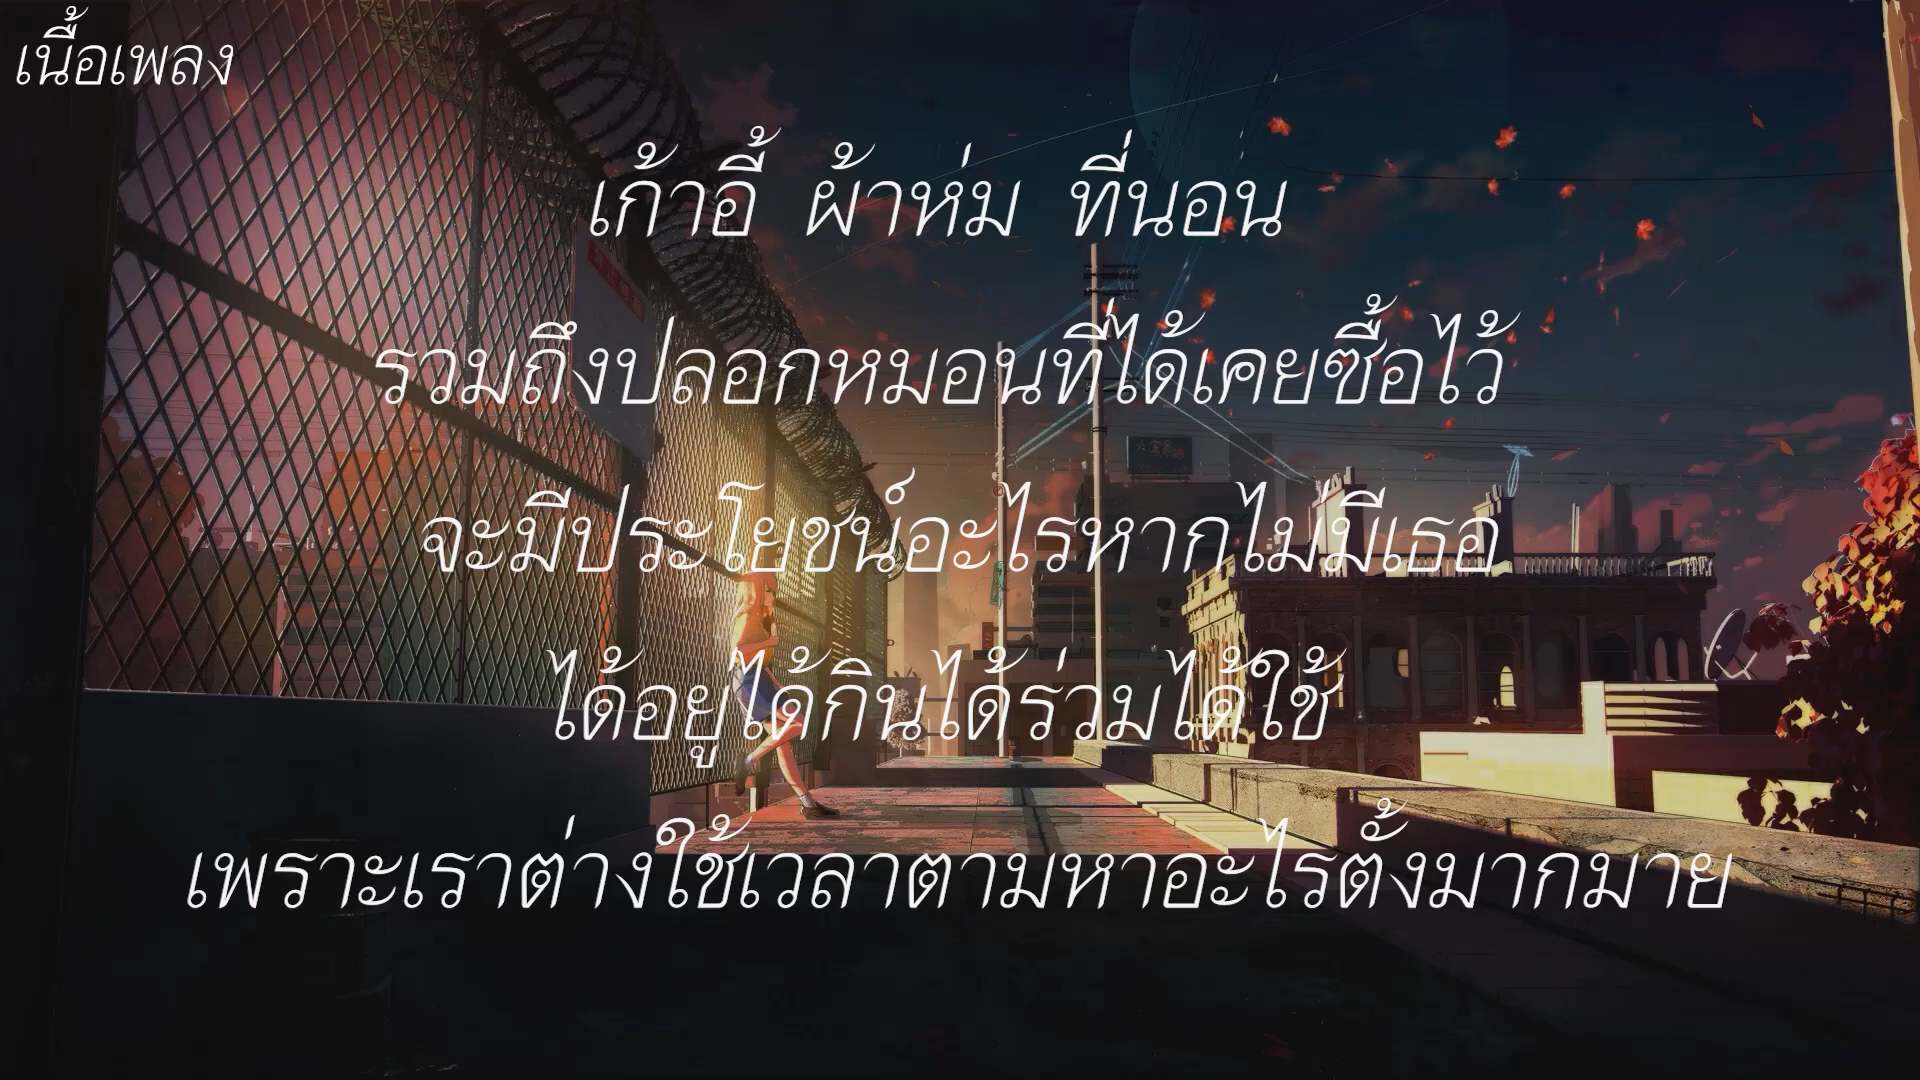 เนื้อเพลง
เก้าอี้ ผ้าห่ม ที่นอน
รวมถึงปลอกหมอนที่ได้เคยซื้อไว้
จะมีประโยชน์อะไรหากไม่มีเธอ
ได้อยู่ได้กินได้ร่วมได้ใช้
เพราะเราต่างใช้เวลาตามหาอะไรตั้งมากมาย